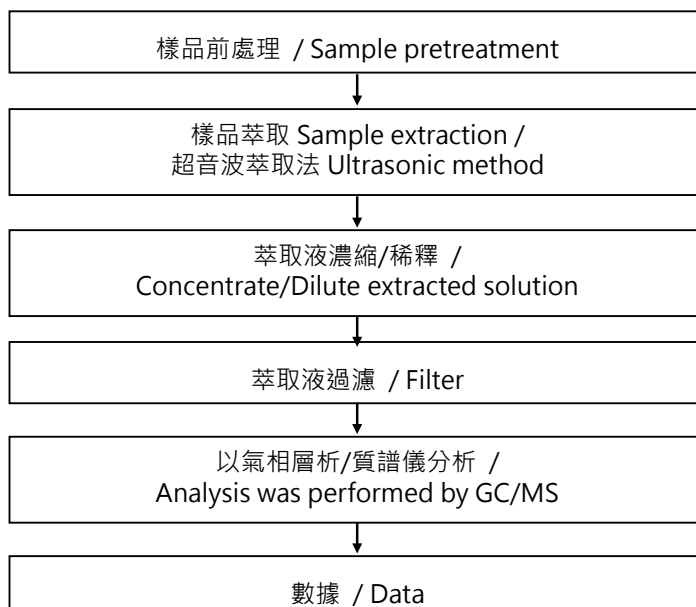 樣品前處理 / Sample pretreatment
樣品萃取 Sample extraction /
超音波萃取法 Ultrasonic method
萃取液濃縮/稀釋 /
Concentrate/Dilute extracted solution
萃取液過濾 / Filter
以氣相層析/質譜儀分析 /
Analysis was performed by GC/MS
數據 / Data